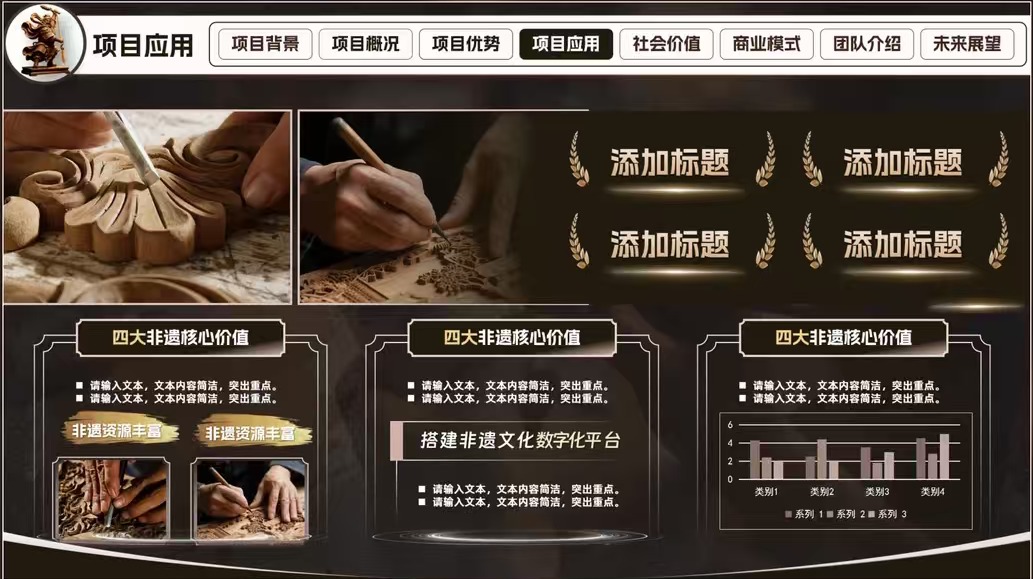 项目应用
项目背景 项目概况 项目优势 项目应用 社会价值 商业模式 团队介绍 未来展望
添加标题 添加标题
添加标题 添加标题
四大非遗核心价值
请输入文本，文本内容简洁，突出重点。
请输入文本，文本内容简洁，突出重点。
非遗资源丰富 非遗资源丰富
四大非遗核心价值
请输入文本，文本内容简洁，突出重点。
请输入文本，文本内容简洁，突出重点。
搭建非遗文化数字化平台
请输入文本，文本内容简洁，突出重点。
请输入文本，文本内容简洁，突出重点。
四大非遗核心价值
请输入文本，文本内容简洁，突出重点。
请输入文本，文本内容简洁，突出重点。
6
4
2
0
类别1 类别2 类别3 类别4
系列 1 系列 2 系列 3